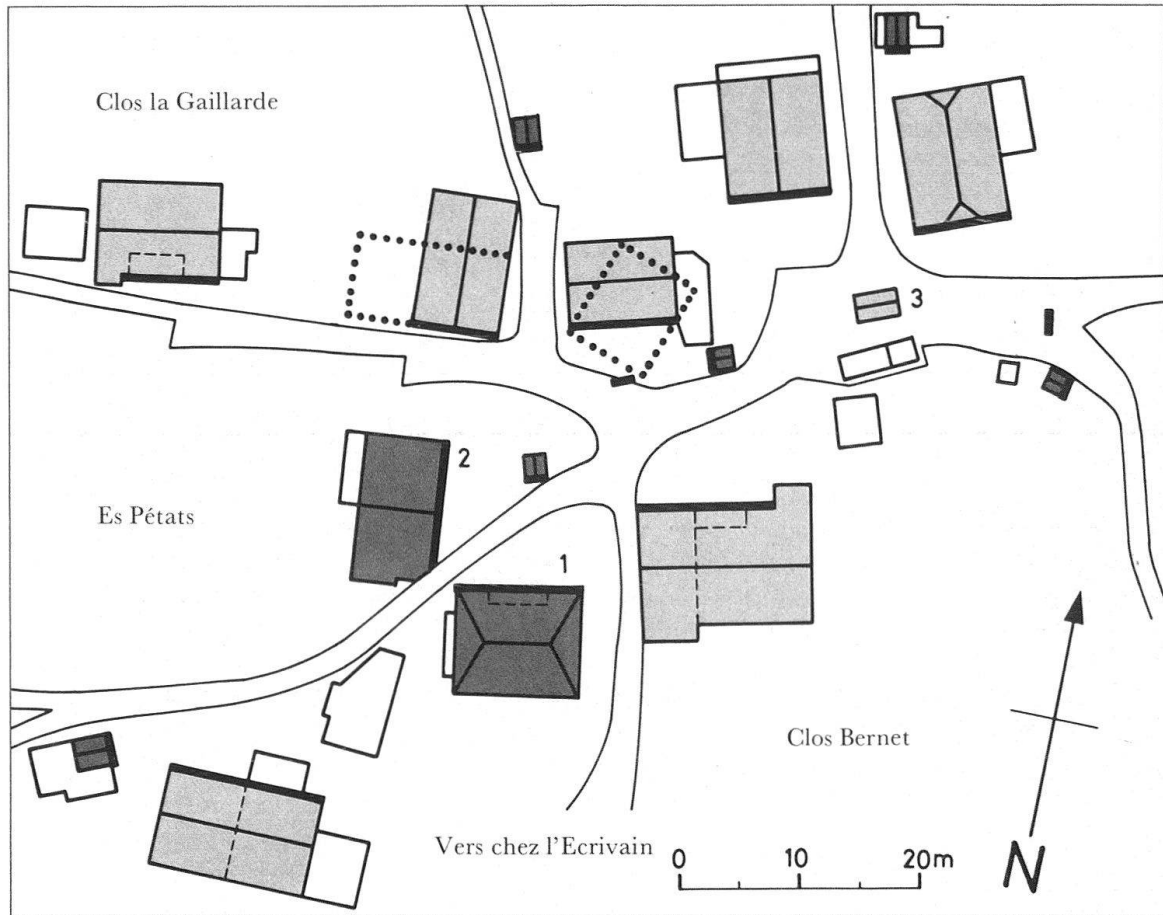 Clos la Gaillarde
3
2
Es Pétats
1
Clos Bernet
Vers chez l'Ecrivain
0 10 20m
N